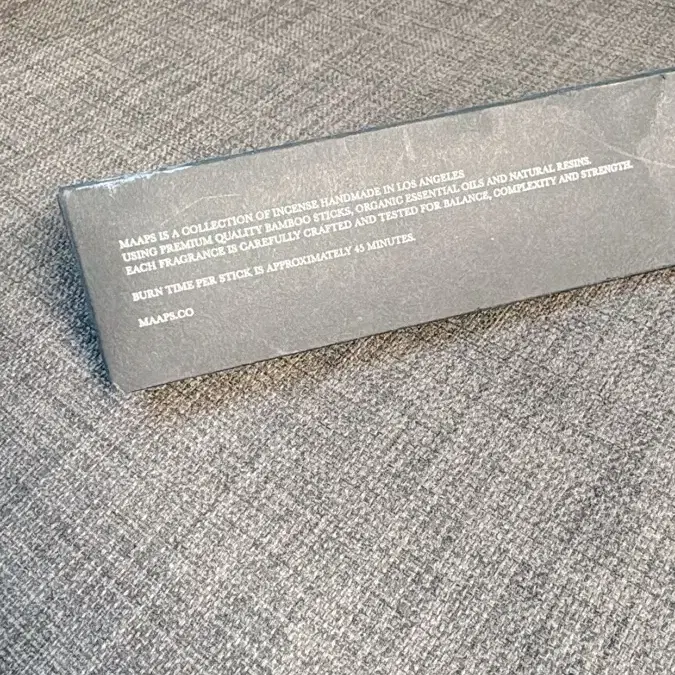 MAAPS IS A COLLECTION OF INCENSE HANDMADE IN LOS ANGELES
USING PREMIUM QUALITY BAMBOO STICKS, ORGANIC ESSENTIAL OILS AND NATURAL RESINS.
EACH FRAGRANCE IS CAREFULLY CRAFTED AND TESTED FOR BALANCE, COMPLEXITY AND STRENGTH.
BURN TIME PER STICK IS APPROXIMATELY 45 MINUTES.
MAAPS.CO